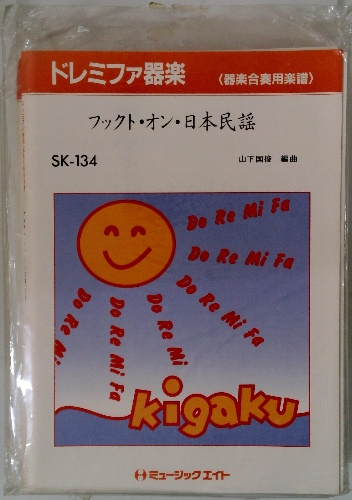 ドレミファ器楽
〈器楽合奏用楽譜〉
フックト・オン・日本民謡
SK-134
山下国俊 編曲
Do Re Mi Fa
Do Re Mi Fa
Do Re Mi Fa
Do Re Mi
Do Re Mi Fa
Do Re Mi
kigaku
ミュージックエイト